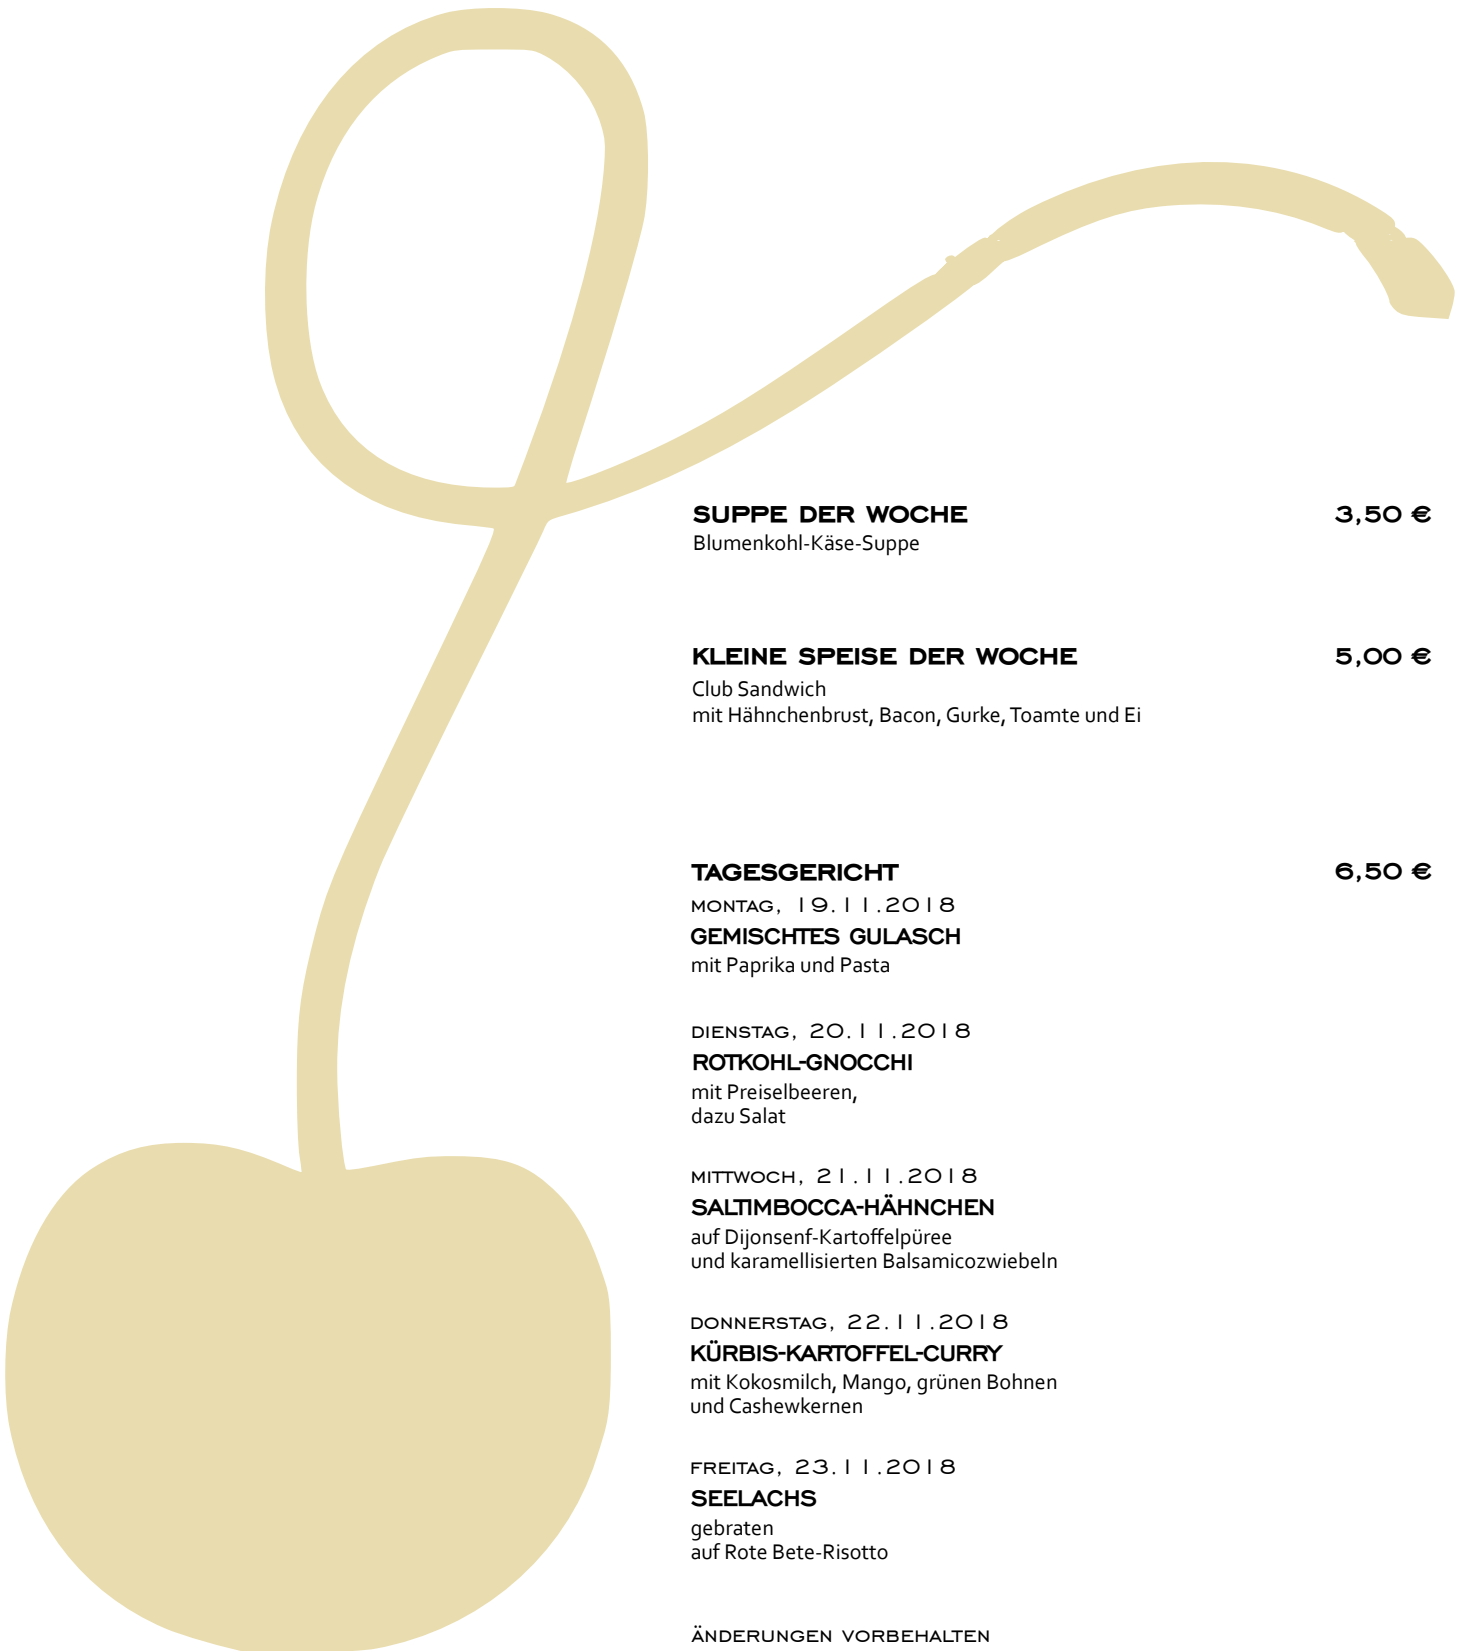 SUPPE DER WOCHE 3,50 €
Blumenkohl-Käse-Suppe
KLEINE SPEISE DER WOCHE 5,00 €
Club Sandwich
mit Hähnchenbrust, Bacon, Gurke, Toamte und Ei
TAGESGERICHT 6,50 €
MONTAG, 19.11.2018
GEMISCHTES GULASCH
mit Paprika und Pasta
DIENSTAG, 20.11.2018
ROTKOHL-GNOCCHI
mit Preiselbeeren,
dazu Salat
MITTWOCH, 21.11.2018
SALTIMBOCCA-HÄHNCHEN
auf Dijonsenf-Kartoffelpüree
und karamellisierten Balsamicozwiebeln
DONNERSTAG, 22.11.2018
KÜRBIS-KARTOFFEL-CURRY
mit Kokosmilch, Mango, grünen Bohnen
und Cashewkernen
FREITAG, 23.11.2018
SEELACHS
gebraten
auf Rote Bete-Risotto
ÄNDERUNGEN VORBEHALTEN